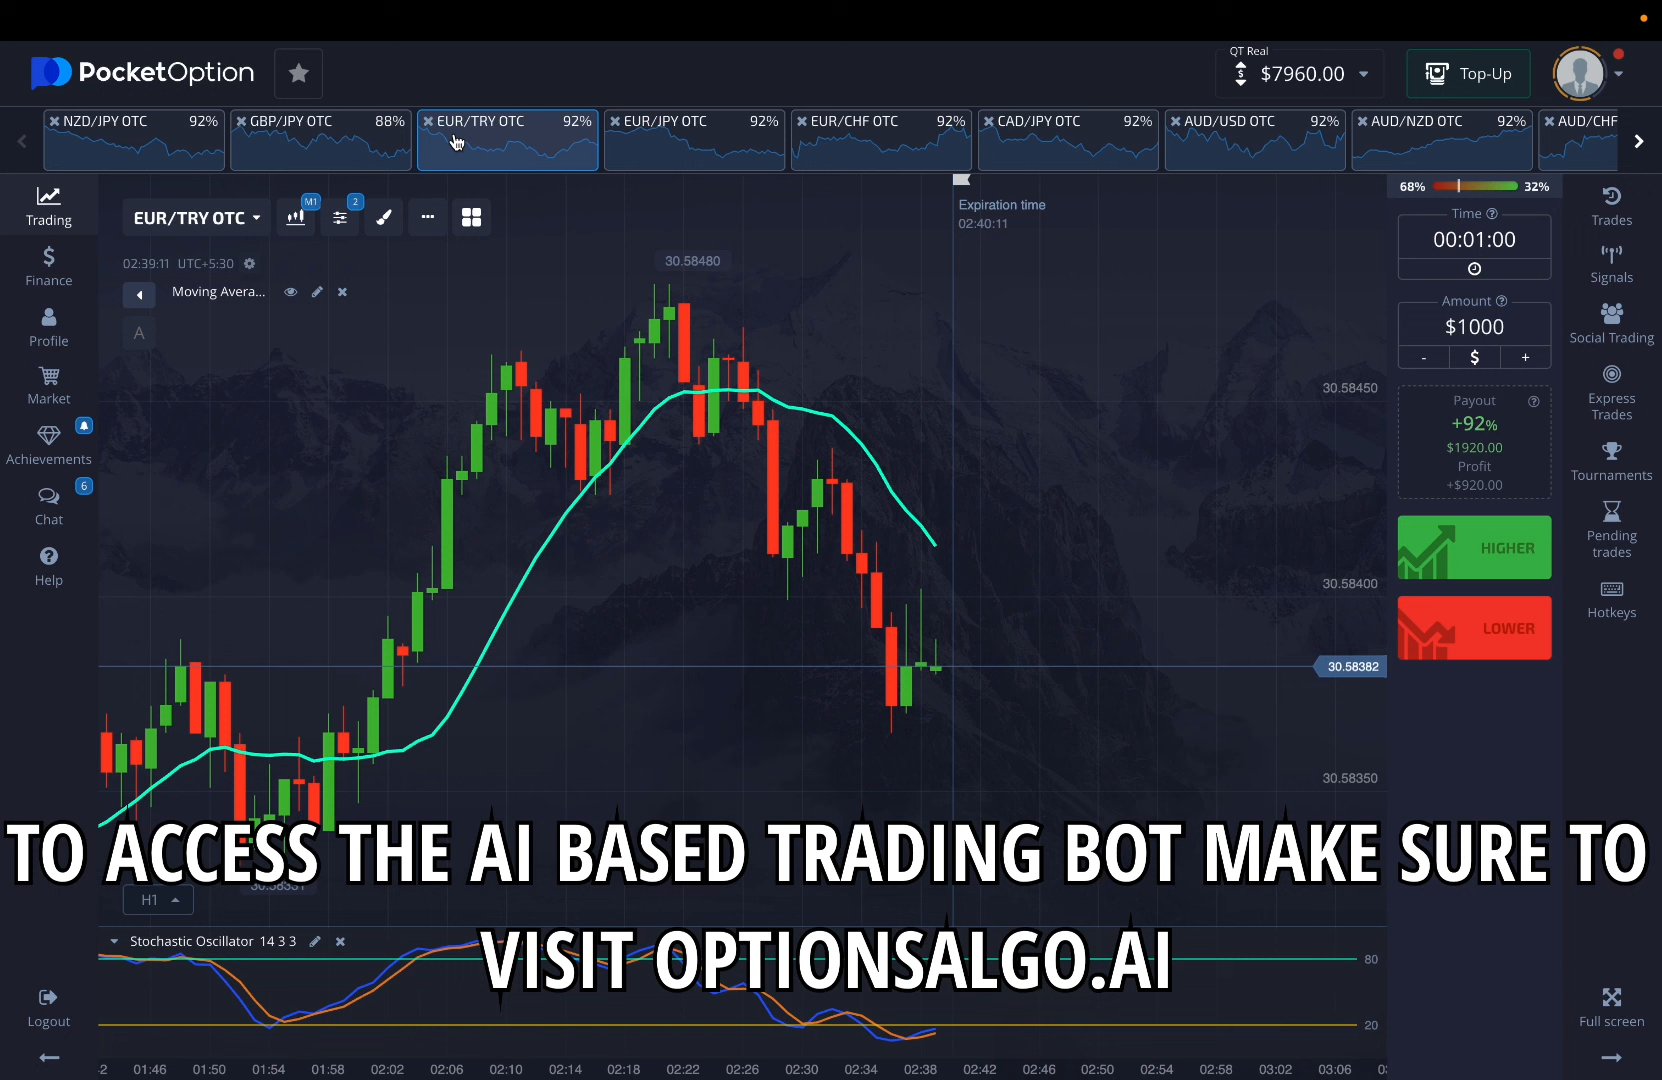 PocketOption
QT Real
$7960.00
Top-Up
NZD/JPY OTC 92%
GBP/JPY OTC 88%
EUR/TRY OTC 92%
EUR/JPY OTC 92%
EUR/CHF OTC 92%
CAD/JPY OTC 92%
AUD/USD OTC 92%
AUD/NZD OTC 92%
AUD/CHF
Trading
Finance
Profile
Market
Achievements
6
Chat
Help
Logout
EUR/TRY OTC
M1
2
02:39:11 UTC+5:30
Moving Avera...
A
Expiration time
02:40:11
30.58480
30.58450
30.58400
30.58382
30.58350
68% 32%
Time
00:01:00
Amount
$1000
- $ +
Payout
+92%
$1920.00
Profit
+$920.00
HIGHER
LOWER
Trades
Signals
Social Trading
Express
Trades
Tournaments
Pending
trades
Hotkeys
Full screen
TO ACCESS THE AI BASED TRADING BOT MAKE SURE TO
VISIT OPTIONSALGO.AI
H1
Stochastic Oscillator 14 3 3
80
20
01:46 01:50 01:54 01:58 02:02 02:06 02:10 02:14 02:18 02:22 02:26 02:30 02:34 02:38 02:42 02:46 02:50 02:54 02:58 03:02 03:06